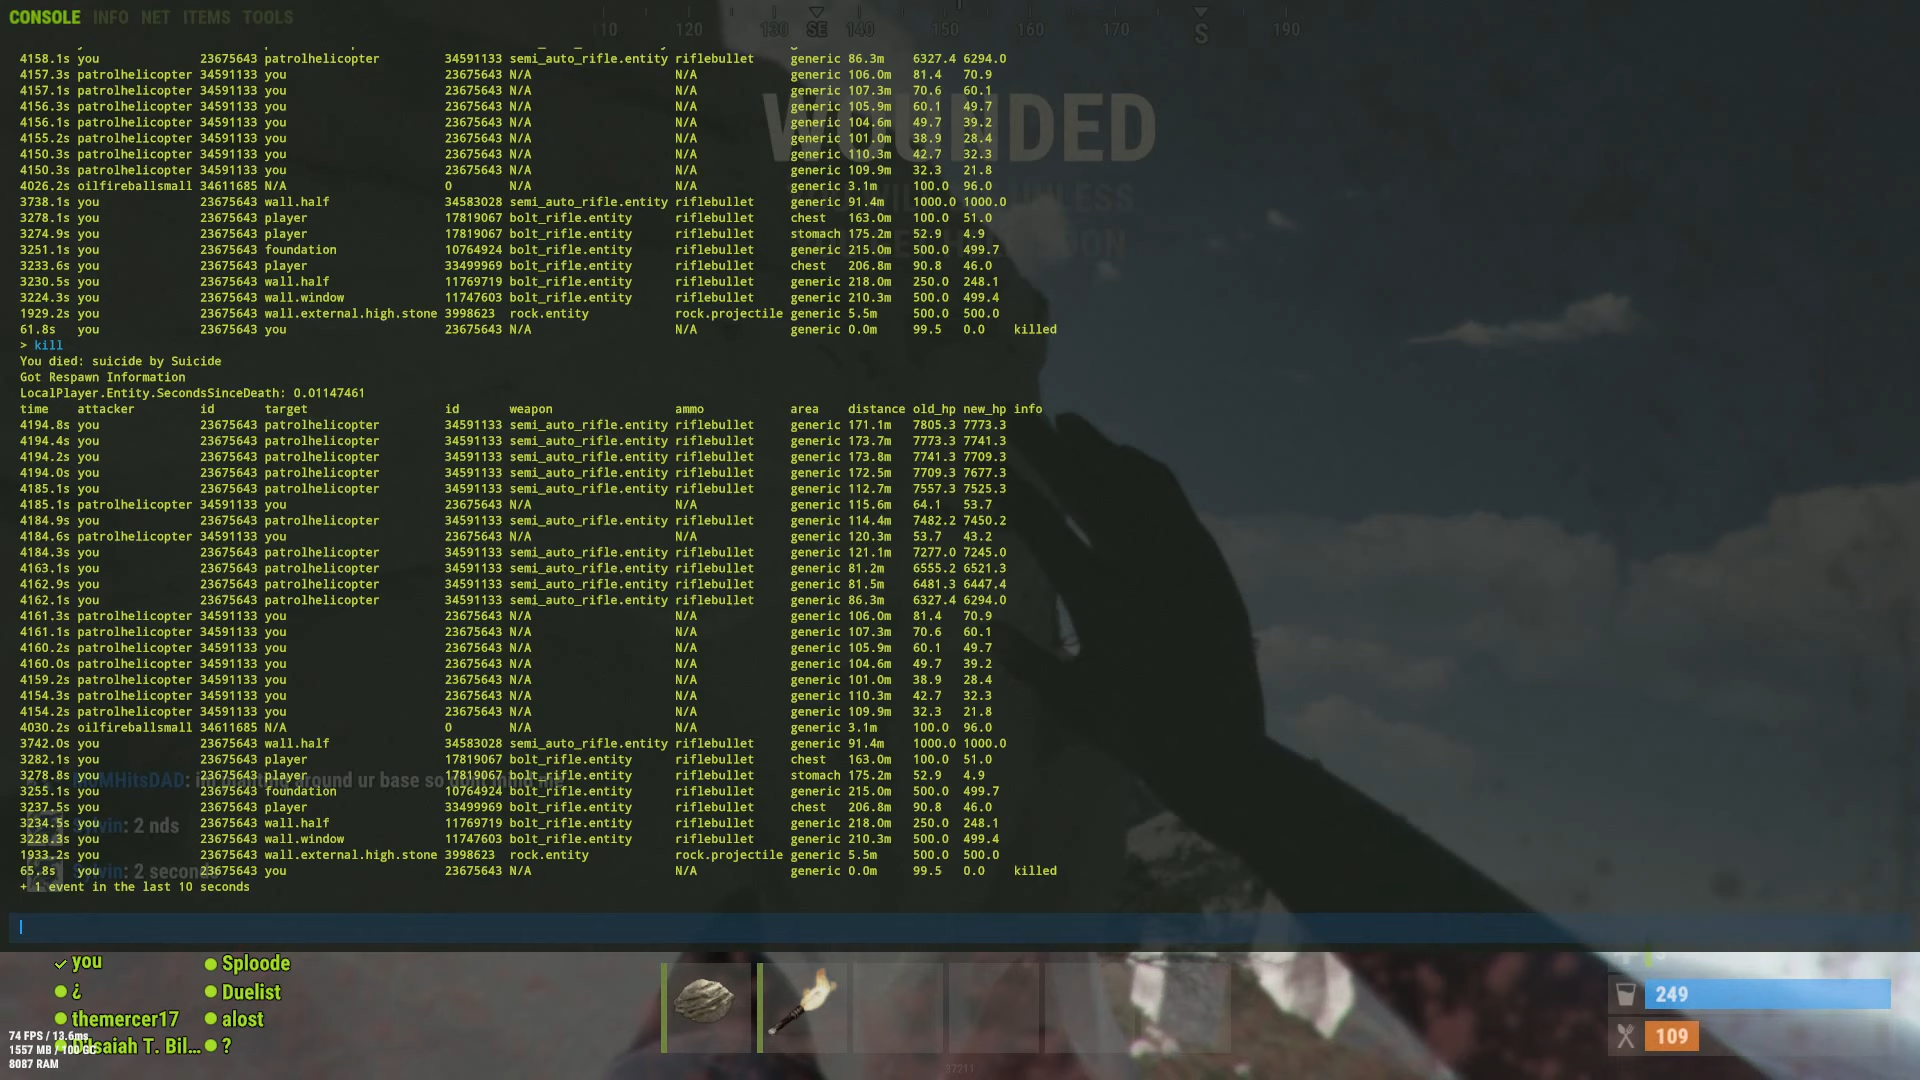 CONSOLE INFO NET ITEMS TOOLS
110 120 130 SE 140 150 160 S 190
4158.1s you 23675643 patrolhelicopter 34591133 semi_auto_rifle.entity riflebullet generic 86.3m 6327.4 6294.0
4157.3s patrolhelicopter 34591133 you 23675643 N/A N/A generic 106.0m 81.4 70.9
4157.1s patrolhelicopter 34591133 you 23675643 N/A N/A generic 107.3m 70.6 60.1
4156.3s patrolhelicopter 34591133 you 23675643 N/A N/A generic 105.9m 60.1 49.7
4156.1s patrolhelicopter 34591133 you 23675643 N/A N/A generic 104.6m 49.7 39.2
4155.2s patrolhelicopter 34591133 you 23675643 N/A N/A generic 101.0m 38.9 28.4
4150.3s patrolhelicopter 34591133 you 23675643 N/A N/A generic 110.3m 42.7 32.3
4150.3s patrolhelicopter 34591133 you 23675643 N/A N/A generic 109.9m 32.3 21.8
4026.2s oilfireballsmall 34611685 N/A 0 N/A N/A generic 3.1m 100.0 96.0
3738.1s you 23675643 wall.half 34583028 semi_auto_rifle.entity riflebullet generic 91.4m 1000.0 1000.0
3278.1s you 23675643 player 17819067 bolt_rifle.entity riflebullet chest 163.0m 100.0 51.0
3274.9s you 23675643 player 17819067 bolt_rifle.entity riflebullet stomach 175.2m 52.9 4.9
3251.1s you 23675643 foundation 10764924 bolt_rifle.entity riflebullet generic 215.0m 500.0 499.7
3233.6s you 23675643 player 33499969 bolt_rifle.entity riflebullet chest 206.8m 90.8 46.0
3230.5s you 23675643 wall.half 11769719 bolt_rifle.entity riflebullet generic 218.0m 250.0 248.1
3224.3s you 23675643 wall.window 11747603 bolt_rifle.entity riflebullet generic 210.3m 500.0 499.4
1929.2s you 23675643 wall.external.high.stone 3998623 rock.entity rock.projectile generic 5.5m 500.0 500.0
61.8s you 23675643 you 23675643 N/A N/A generic 0.0m 99.5 0.0 killed
WOUNDED
> kill
You died: suicide by Suicide
Got Respawn Information
LocalPlayer.Entity.SecondsSinceDeath: 0.01147461
time attacker id target id weapon ammo area distance old_hp new_hp info
4194.8s you 23675643 patrolhelicopter 34591133 semi_auto_rifle.entity riflebullet generic 171.1m 7805.3 7773.3
4194.4s you 23675643 patrolhelicopter 34591133 semi_auto_rifle.entity riflebullet generic 173.7m 7773.3 7741.3
4194.2s you 23675643 patrolhelicopter 34591133 semi_auto_rifle.entity riflebullet generic 173.8m 7741.3 7709.3
4194.0s you 23675643 patrolhelicopter 34591133 semi_auto_rifle.entity riflebullet generic 172.5m 7709.3 7677.3
4185.1s you 23675643 patrolhelicopter 34591133 semi_auto_rifle.entity riflebullet generic 112.7m 7557.3 7525.3
4185.1s patrolhelicopter 34591133 you 23675643 N/A N/A generic 115.6m 64.1 53.7
4184.9s you 23675643 patrolhelicopter 34591133 semi_auto_rifle.entity riflebullet generic 114.4m 7482.2 7450.2
4184.6s patrolhelicopter 34591133 you 23675643 N/A N/A generic 120.3m 53.7 43.2
4184.3s you 23675643 patrolhelicopter 34591133 semi_auto_rifle.entity riflebullet generic 121.1m 7277.0 7245.0
4163.1s you 23675643 patrolhelicopter 34591133 semi_auto_rifle.entity riflebullet generic 81.2m 6555.2 6521.3
4162.9s you 23675643 patrolhelicopter 34591133 semi_auto_rifle.entity riflebullet generic 81.5m 6481.3 6447.4
4162.1s you 23675643 patrolhelicopter 34591133 semi_auto_rifle.entity riflebullet generic 86.3m 6327.4 6294.0
4161.3s patrolhelicopter 34591133 you 23675643 N/A N/A generic 106.0m 81.4 70.9
4161.1s patrolhelicopter 34591133 you 23675643 N/A N/A generic 107.3m 70.6 60.1
4160.2s patrolhelicopter 34591133 you 23675643 N/A N/A generic 105.9m 60.1 49.7
4160.0s patrolhelicopter 34591133 you 23675643 N/A N/A generic 104.6m 49.7 39.2
4159.2s patrolhelicopter 34591133 you 23675643 N/A N/A generic 101.0m 38.9 28.4
4154.3s patrolhelicopter 34591133 you 23675643 N/A N/A generic 110.3m 42.7 32.3
4154.2s patrolhelicopter 34591133 you 23675643 N/A N/A generic 109.9m 32.3 21.8
4030.2s oilfireballsmall 34611685 N/A 0 N/A N/A generic 3.1m 100.0 96.0
3742.0s you 23675643 wall.half 34583028 semi_auto_rifle.entity riflebullet generic 91.4m 1000.0 1000.0
3282.1s you 23675643 player 17819067 bolt_rifle.entity riflebullet chest 163.0m 100.0 51.0
3278.8s you 23675643 player 17819067 bolt_rifle.entity riflebullet stomach 175.2m 52.9 4.9
3255.1s you 23675643 foundation 10764924 bolt_rifle.entity riflebullet generic 215.0m 500.0 499.7
3237.5s you 23675643 player 33499969 bolt_rifle.entity riflebullet chest 206.8m 90.8 46.0
3234.5s you 23675643 wall.half 11769719 bolt_rifle.entity riflebullet generic 218.0m 250.0 248.1
3228.3s you 23675643 wall.window 11747603 bolt_rifle.entity riflebullet generic 210.3m 500.0 499.4
1933.2s you 23675643 wall.external.high.stone 3998623 rock.entity rock.projectile generic 5.5m 500.0 500.0
65.8s you 23675643 you 23675643 N/A N/A generic 0.0m 99.5 0.0 killed
+ 1 event in the last 10 seconds
around ur base so
: 2 nds
: 2 seconds
you Sploode
¿ Duelist
themercer17 alost
saiah T. Bil... ?
74 FPS / 13.6ms
1557 MB / 100 GC
8087 RAM
249
109